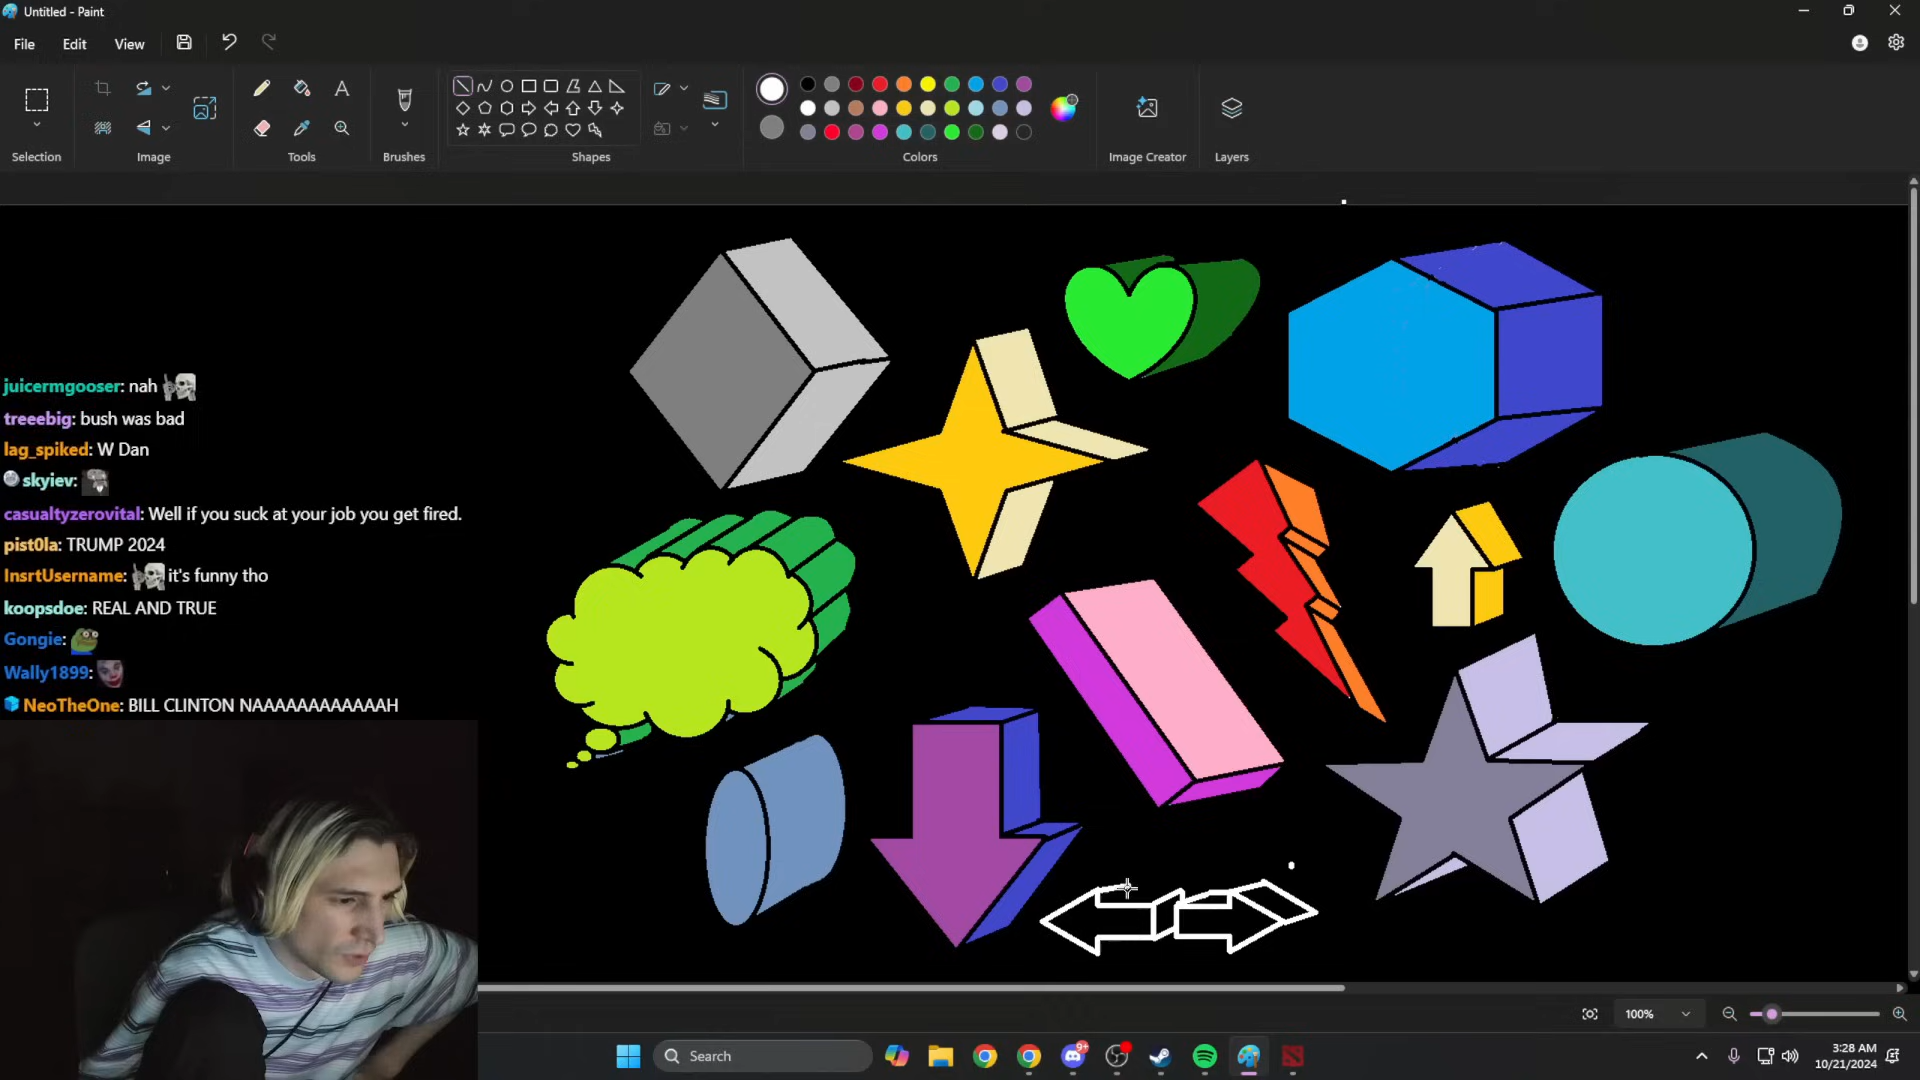 Untitled - Paint
File Edit View
Selection Image Tools Brushes Shapes Colors Image Creator Layers
juicermgooser: nah
treeebig: bush was bad
lag_spiked: W Dan
skyiev:
casualtyzerovital: Well if you suck at your job you get fired.
pist0la: TRUMP 2024
InsrtUsername: it's funny tho
koopsdoe: REAL AND TRUE
Gongie:
Wally1899:
NeoTheOne: BILL CLINTON NAAAAAAAAAAAAH
100%
Search
9+
3:28 AM
10/21/2024